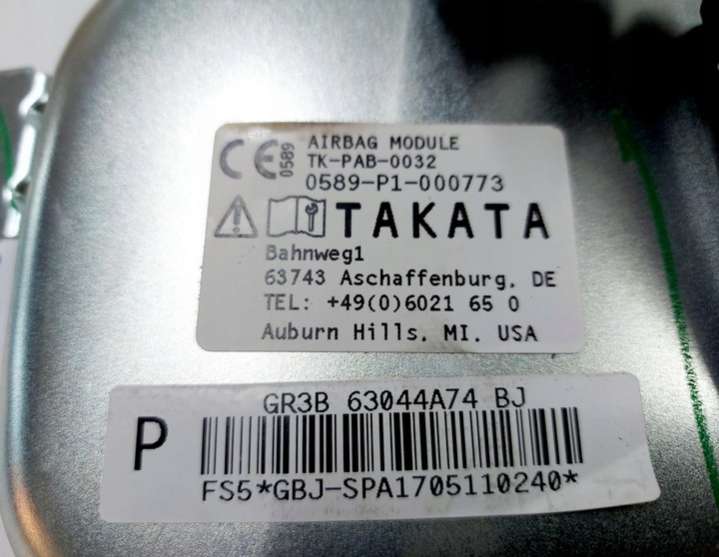 CE 0589
AIRBAG MODULE
TK-PAB-0032
0589-P1-000773
TAKATA
Bahnweg1
63743 Aschaffenburg, DE
TEL: +49(0)6021 65 0
Auburn Hills, MI. USA
GR3B 63044A74 BJ
P
FS5*GBJ-SPA1705110240*